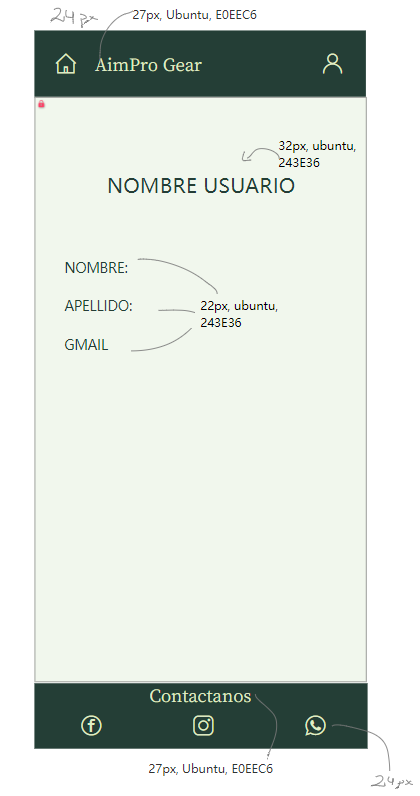 24px
27px, Ubuntu, E0EEC6
AimPro Gear
32px, ubuntu,
243E36
NOMBRE USUARIO
NOMBRE:
APELLIDO:
22px, ubuntu,
243E36
GMAIL
Contactanos
27px, Ubuntu, E0EEC6
24px